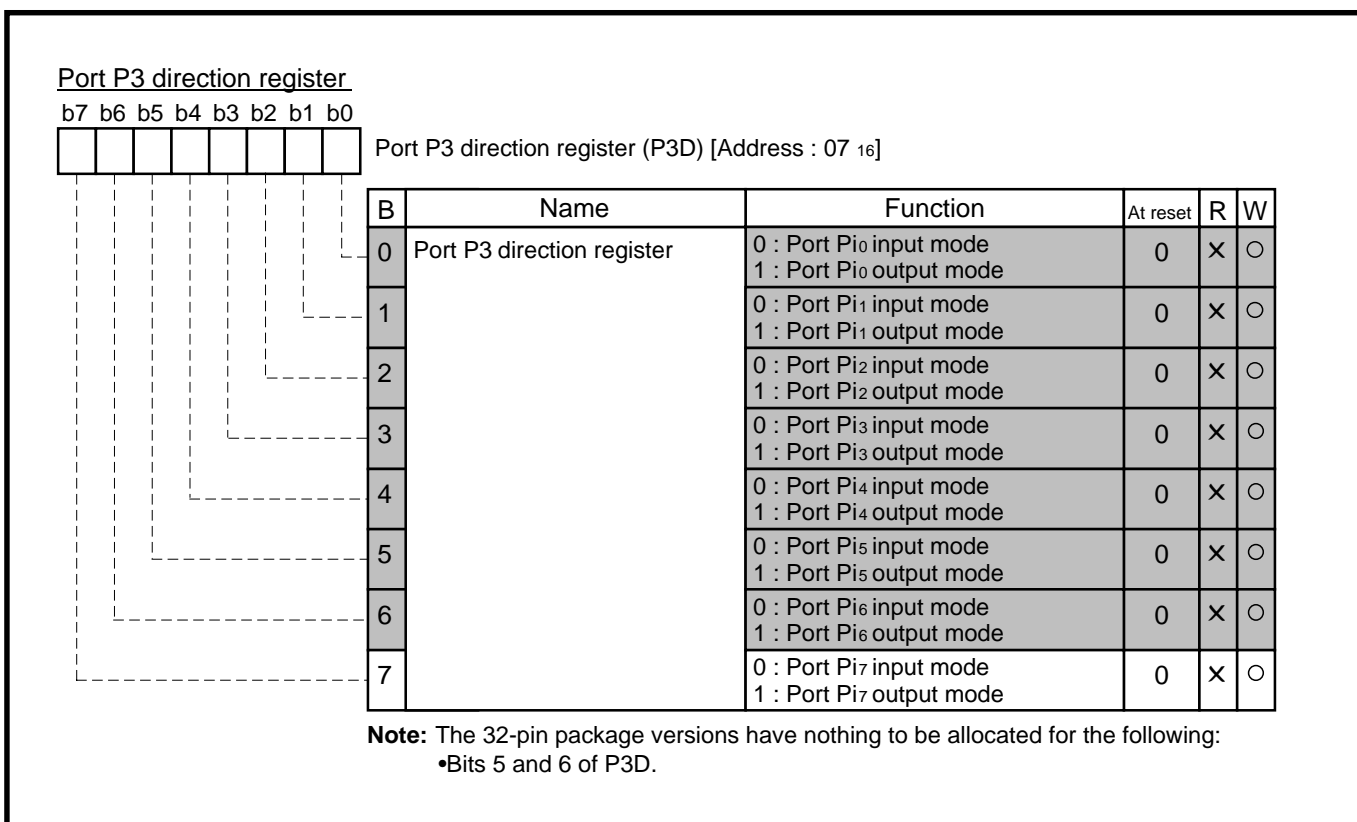 Port P3 direction register
b7 b6 b5 b4 b3 b2 b1 b0
Port P3 direction register (P3D) [Address : 07 16]
B Name Function At reset R W
0 Port P3 direction register 0 : Port Pi0 input mode
1 : Port Pi0 output mode 0 × ○
1 0 : Port Pi1 input mode
1 : Port Pi1 output mode 0 × ○
2 0 : Port Pi2 input mode
1 : Port Pi2 output mode 0 × ○
3 0 : Port Pi3 input mode
1 : Port Pi3 output mode 0 × ○
4 0 : Port Pi4 input mode
1 : Port Pi4 output mode 0 × ○
5 0 : Port Pi5 input mode
1 : Port Pi5 output mode 0 × ○
6 0 : Port Pi6 input mode
1 : Port Pi6 output mode 0 × ○
7 0 : Port Pi7 input mode
1 : Port Pi7 output mode 0 × ○
Note: The 32-pin package versions have nothing to be allocated for the following:
•Bits 5 and 6 of P3D.